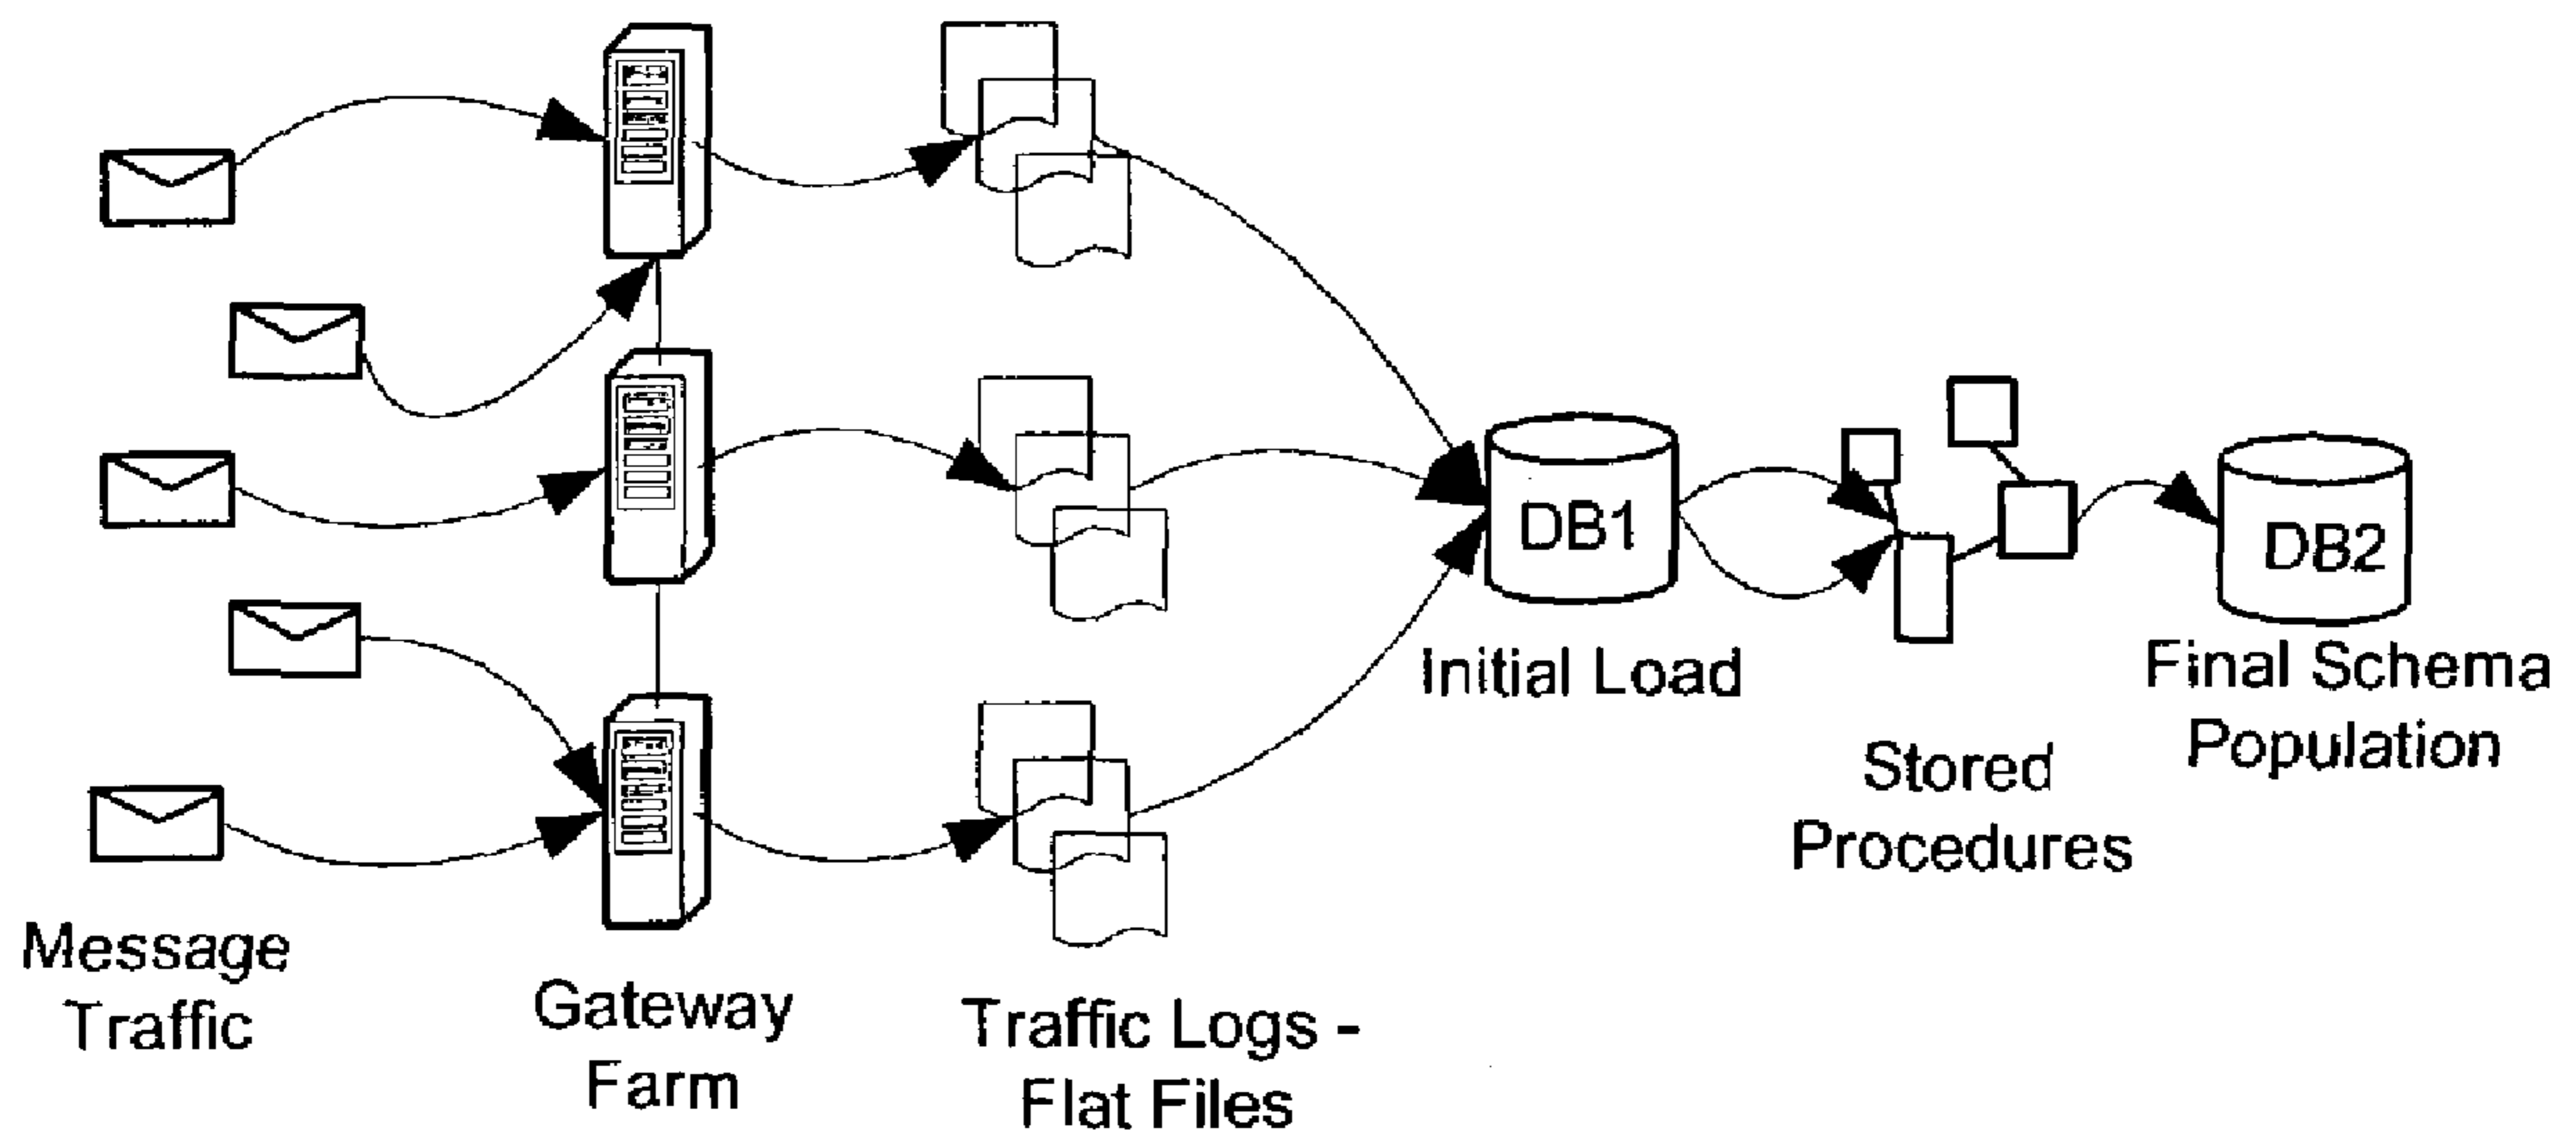 DB1
DB2
Initial Load
Final Schema
Population
Stored
Procedures
Message
Traffic
Gateway
Farm
Traffic Logs -
Flat Files